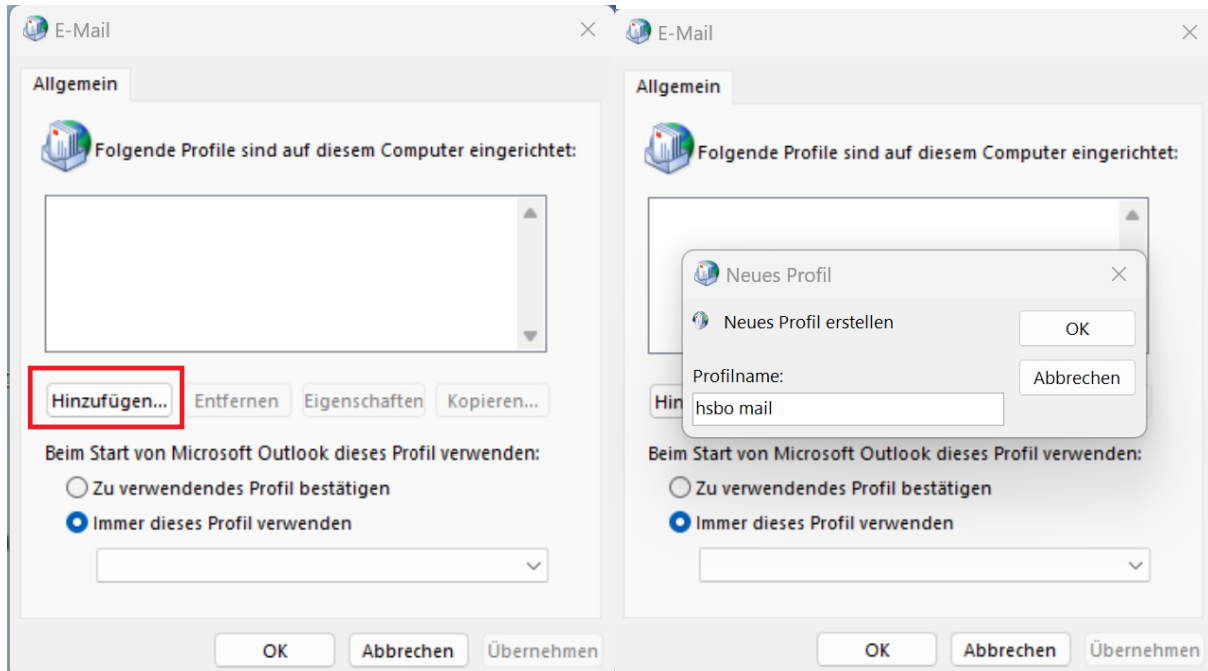 E-Mail
Allgemein
Folgende Profile sind auf diesem Computer eingerichtet:
Hinzufügen...
Entfernen
Eigenschaften
Kopieren...
Beim Start von Microsoft Outlook dieses Profil verwenden:
Zu verwendendes Profil bestätigen
Immer dieses Profil verwenden
OK
Abbrechen
Übernehmen
E-Mail
Allgemein
Folgende Profile sind auf diesem Computer eingerichtet:
Neues Profil
Neues Profil erstellen
OK
Profilname:
Abbrechen
hsbo mail
Hin
Beim Start von Microsoft Outlook dieses Profil verwenden:
Zu verwendendes Profil bestätigen
Immer dieses Profil verwenden
OK
Abbrechen
Übernehmen